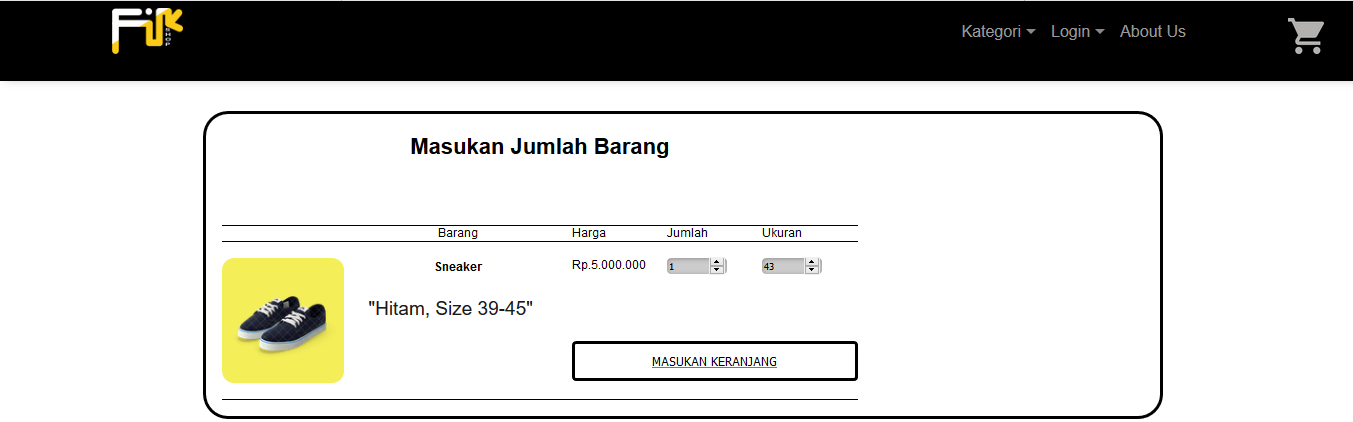 Fik SHOP
Kategori Login About Us
Masukan Jumlah Barang
Barang Harga Jumlah Ukuran
Sneaker Rp.5.000.000 1 43
"Hitam, Size 39-45"
MASUKAN KERANJANG